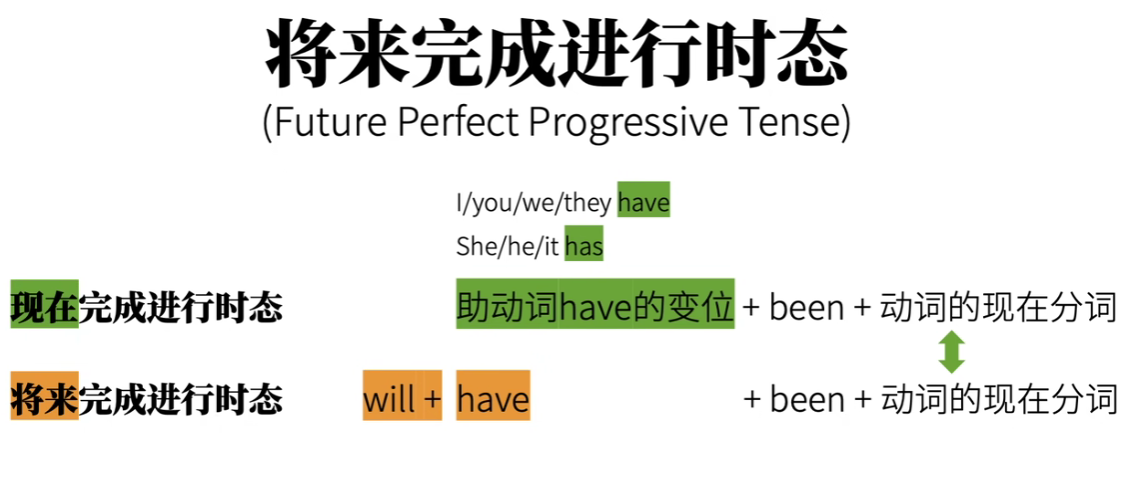 将来完成进行时态
(Future Perfect Progressive Tense)
I/you/we/they have
She/he/it has
现在完成进行时态 助动词have的变位 + been + 动词的现在分词
将来完成进行时态 will + have + been + 动词的现在分词